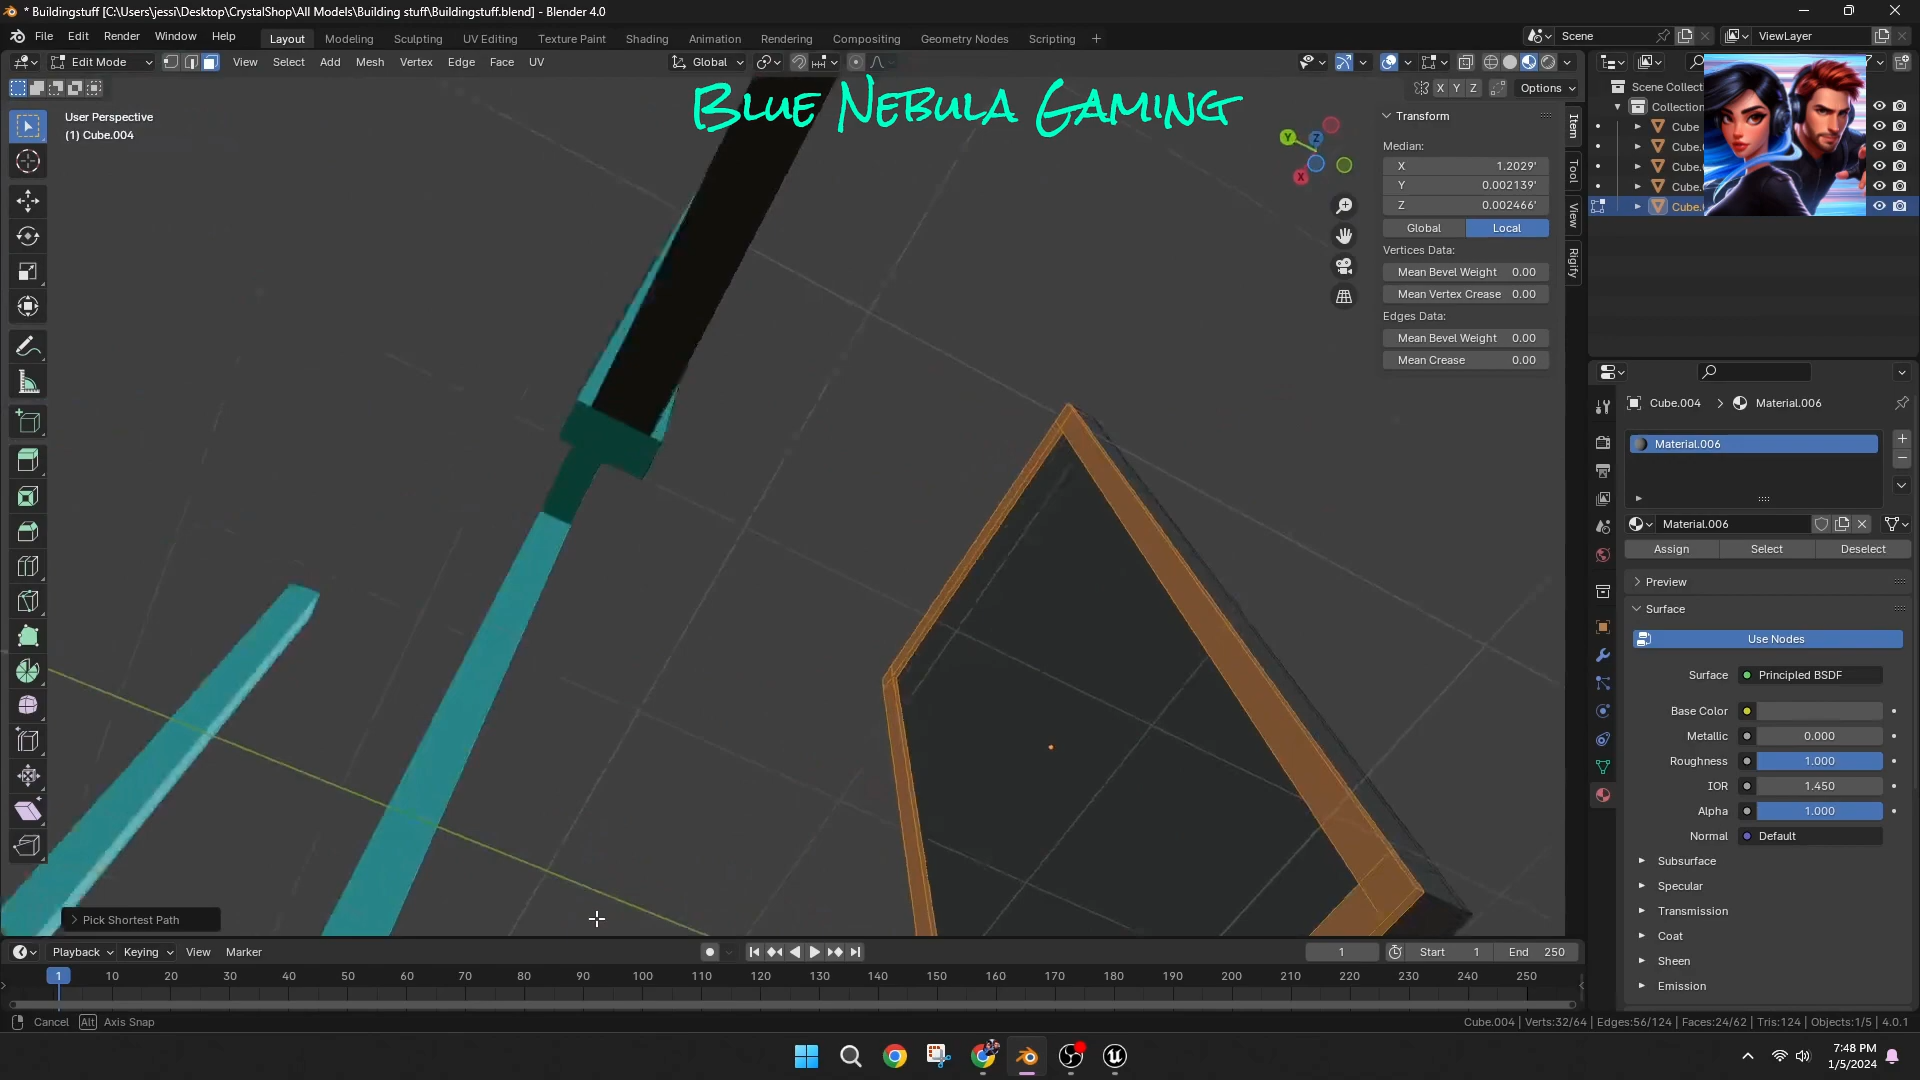 * Buildingstuff [C:\Users\jessi\Desktop\CrystalShop\All Models\Building stuff\Buildingstuff.blend] - Blender 4.0
File Edit Render Window Help
Layout Modeling Sculpting UV Editing Texture Paint Shading Animation Rendering Compositing Geometry Nodes Scripting +
Scene ViewLayer
Edit Mode View Select Add Mesh Vertex Edge Face UV Global
X Y Z Options
Blue Nebula Gaming
User Perspective
(1) Cube.004
Y Z X
Transform
Median:
X 1.2029'
Y 0.002139'
Z 0.002466'
Global Local
Vertices Data:
Mean Bevel Weight 0.00
Mean Vertex Crease 0.00
Edges Data:
Mean Bevel Weight 0.00
Mean Crease 0.00
Item
Tool
View
Rigify
Scene Collect
Collection
Cube
Cube.
Cube.
Cube.
Cube.
Cube.004 Material.006
Material.006
Material.006
Assign Select Deselect
Preview
Surface
Use Nodes
Surface Principled BSDF
Base Color
Metallic 0.000
Roughness 1.000
IOR 1.450
Alpha 1.000
Normal Default
Subsurface
Specular
Transmission
Coat
Sheen
Emission
Pick Shortest Path
Playback Keying View Marker 1 Start 1 End 250
1 10 20 30 40 50 60 70 80 90 100 110 120 130 140 150 160 170 180 190 200 210 220 230 240 250
Cancel Alt Axis Snap
Cube.004 | Verts:32/64 | Edges:56/124 | Faces:24/62 | Tris:124 | Objects:1/5 | 4.0.1
7:48 PM
1/5/2024